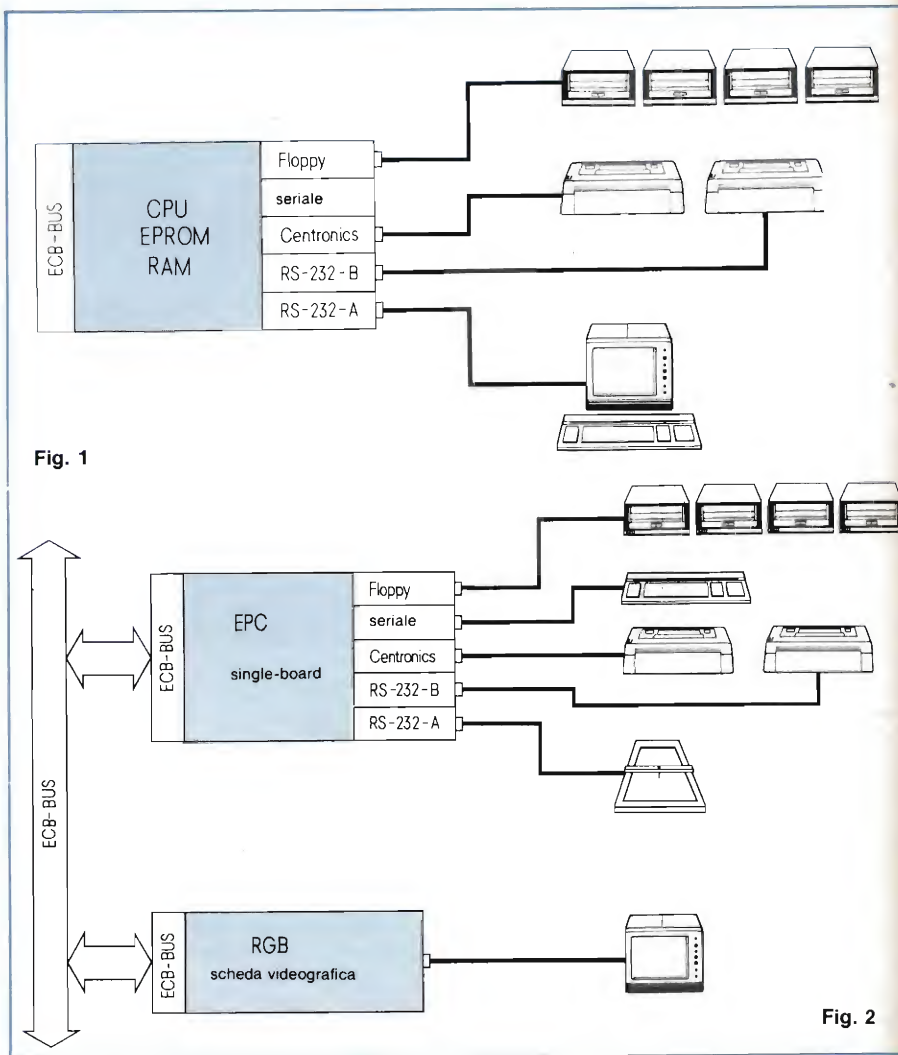 ECB-BUS
CPU
EPROM
RAM
Floppy
seriale
Centronics
RS-232-B
RS-232-A
Fig. 1
ECB-BUS
ECB-BUS
EPC
single-board
Floppy
seriale
Centronics
RS-232-B
RS-232-A
ECB-BUS
RGB
scheda videografica
Fig. 2